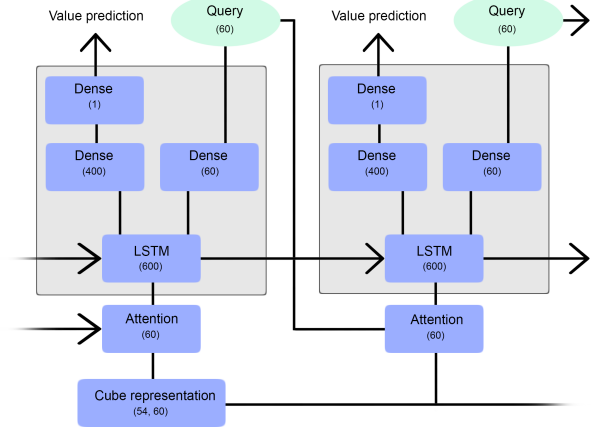 Value prediction
Query
(60)
Value prediction
Query
(60)
Dense
(1)
Dense
(1)
Dense
(400)
Dense
(60)
Dense
(400)
Dense
(60)
LSTM
(600)
LSTM
(600)
Attention
(60)
Attention
(60)
Cube representation
(54, 60)